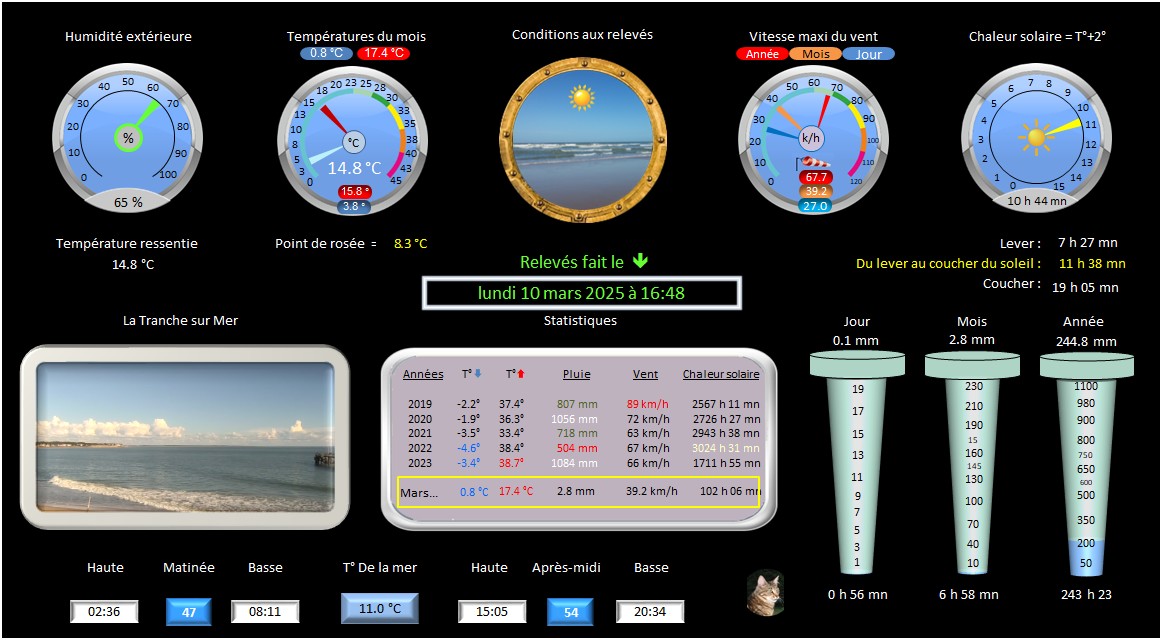 Humidité extérieure
Températures du mois
Conditions aux relevés
Vitesse maxi du vent
Chaleur solaire = T°+2°
0.8 °C 17.4 °C
Année Mois Jour
0 10 20 30 40 50 60 70 80 90 100
%
65 %
0 3 5 8 10 13 15 18 20 23 25 28 30 33 35 38 40 43 45
°C
14.8 °C
15.8 °
3.8 °
0 10 20 30 40 50 60 70 80 90 100 110 120
k/h
67.7
39.2
27.0
0 1 2 3 4 5 6 7 8 9 10 11 12 13 14 15
10 h 44 mn
Température ressentie
14.8 °C
Point de rosée = 8.3 °C
Relevés fait le
lundi 10 mars 2025 à 16:48
Lever : 7 h 27 mn
Du lever au coucher du soleil : 11 h 38 mn
Coucher : 19 h 05 mn
La Tranche sur Mer
Statistiques
Années T° T° Pluie Vent Chaleur solaire
2019 -2.2° 37.4° 807 mm 89 km/h 2567 h 11 mn
2020 -1.9° 36.3° 1056 mm 72 km/h 2726 h 27 mn
2021 -3.5° 33.4° 718 mm 63 km/h 2943 h 38 mn
2022 -4.6° 38.4° 504 mm 67 km/h 3024 h 31 mn
2023 -3.4° 38.7° 1084 mm 66 km/h 1711 h 55 mn
Mars... 0.8 °C 17.4 °C 2.8 mm 39.2 km/h 102 h 06 mn
Jour
0.1 mm
19
17
15
13
11
9
7
5
3
1
0 h 56 mn
Mois
2.8 mm
230
210
190
15
160
145
130
100
70
40
10
6 h 58 mn
Année
244.8 mm
1100
980
900
800
750
650
600
500
350
200
50
243 h 23
Haute Matinée Basse T° De la mer Haute Après-midi Basse
02:36 47 08:11 11.0 °C 15:05 54 20:34